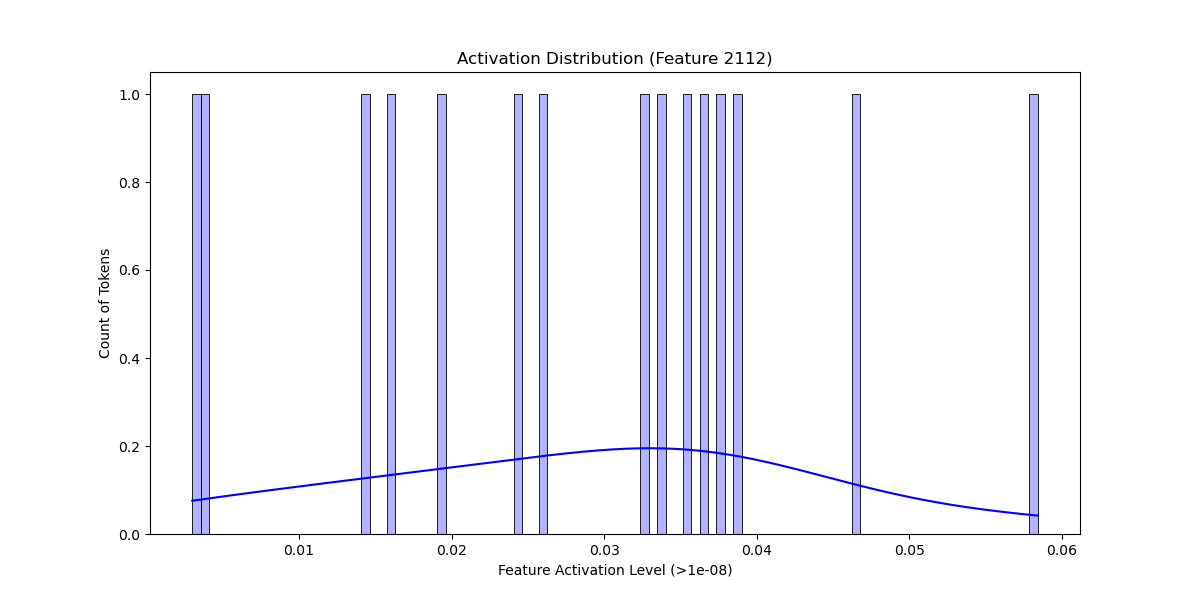 Activation Distribution (Feature 2112)
1.0
0.8
0.6
0.4
0.2
0.0
Count of Tokens
0.01 0.02 0.03 0.04 0.05 0.06
Feature Activation Level (>1e-08)